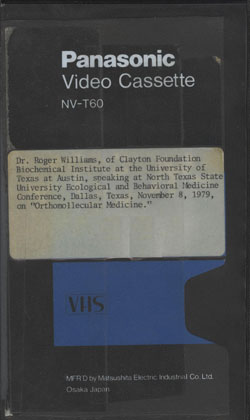 Panasonic
Video Cassette
NV-T60
Dr. Roger Williams, of Clayton Foundation
Biochemical Institute at the University of
Texas at Austin, speaking at North Texas State
University Ecological and Behavioral Medicine
Conference, Dallas, Texas, November 8, 1979,
on "Orthomollecular Medicine."
VHS
MFR'D by Matsushita Electric Industrial Co. Ltd.
Osaka Japan